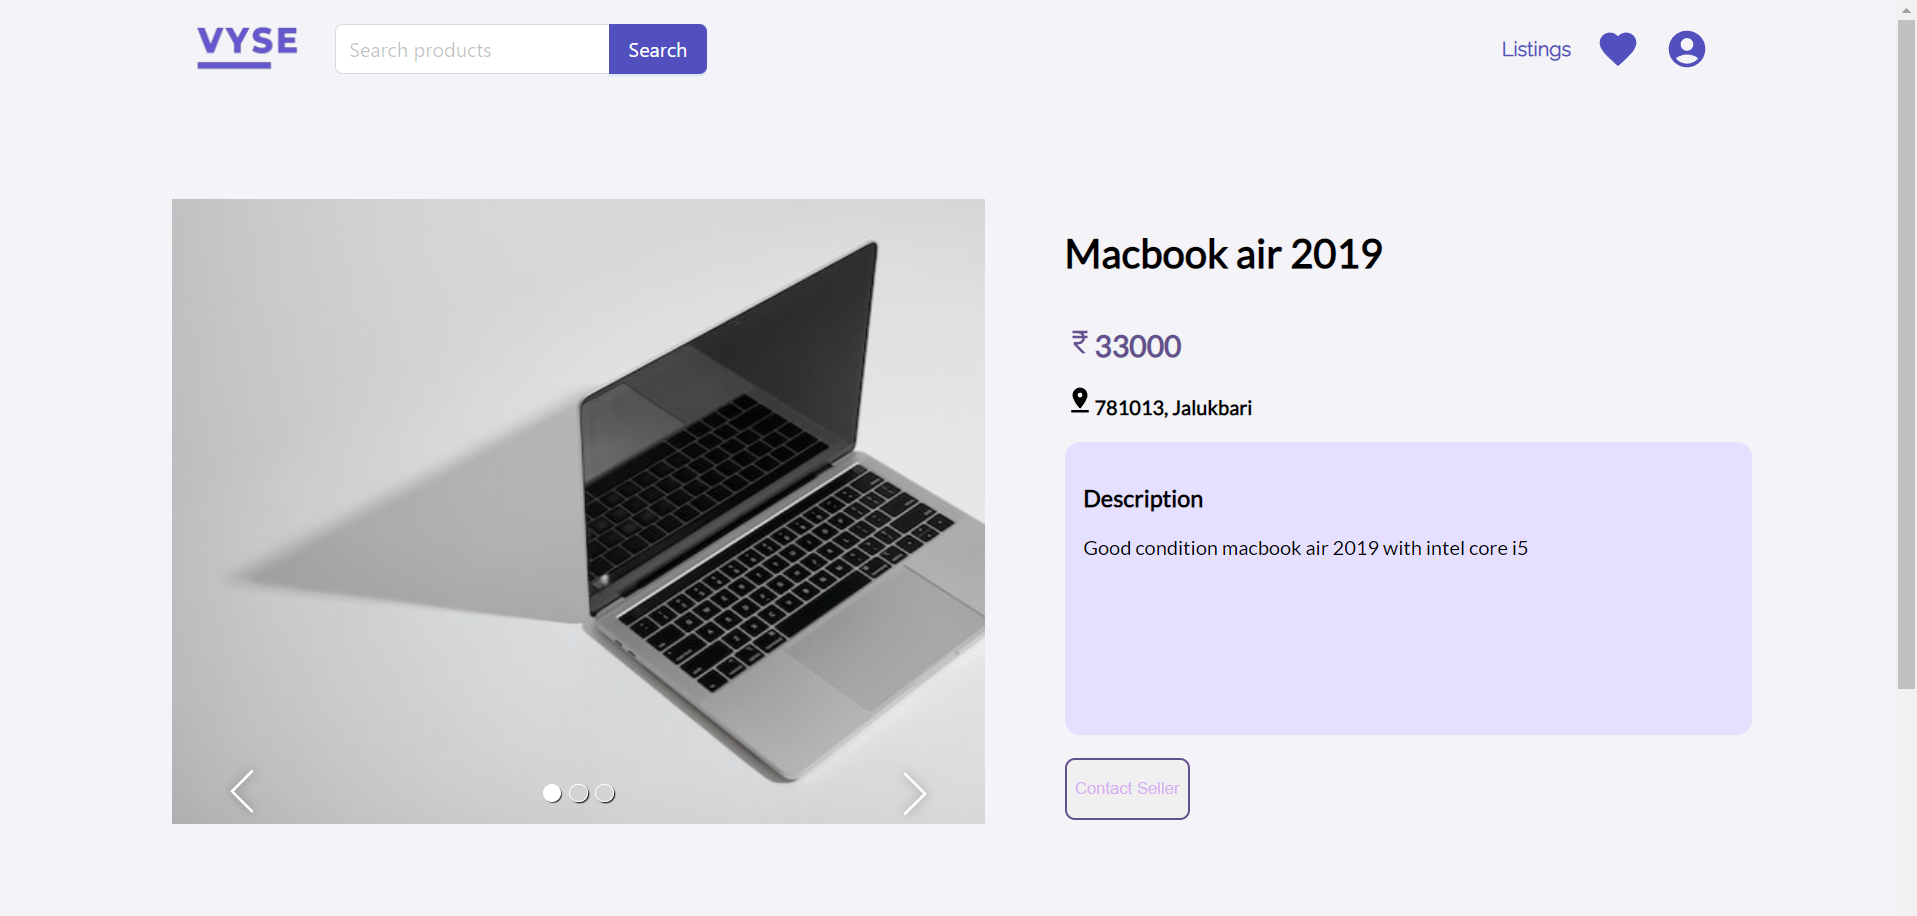 VYSE
Search products
Search
Listings
Macbook air 2019
₹ 33000
781013, Jalukbari
Description
Good condition macbook air 2019 with intel core i5
Contact Seller